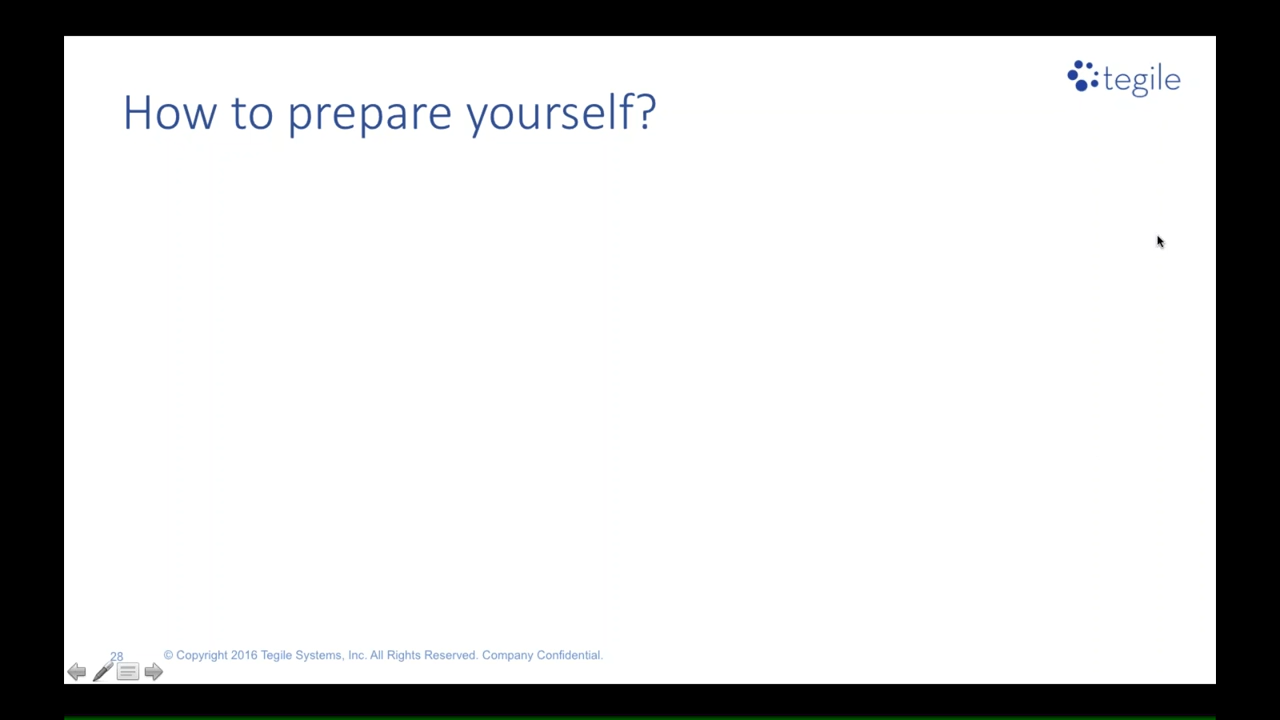 tegile
How to prepare yourself?
28
© Copyright 2016 Tegile Systems, Inc. All Rights Reserved. Company Confidential.